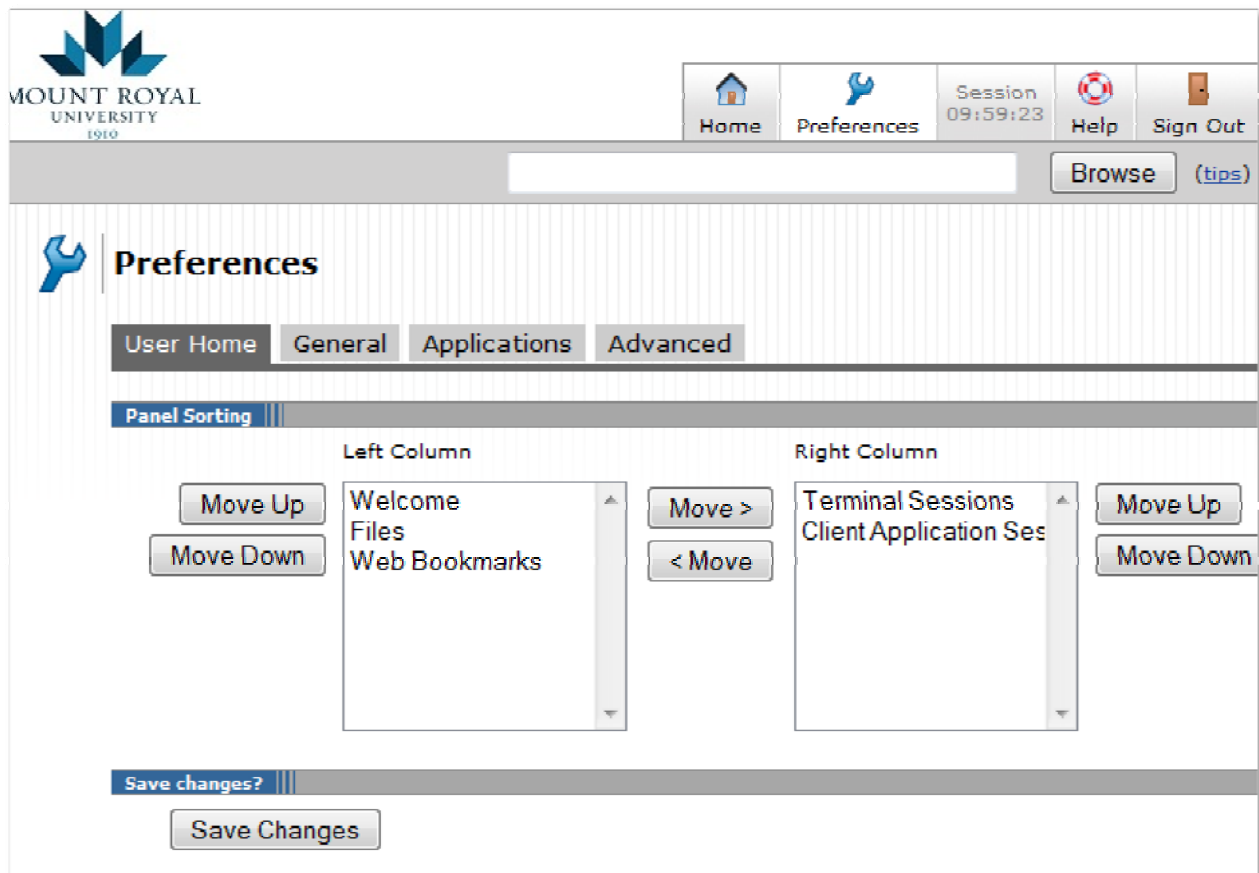 MOUNT ROYAL
UNIVERSITY
1910
Home
Preferences
Session
09:59:23
Help
Sign Out
Browse
(tips)
Preferences
User Home
General
Applications
Advanced
Panel Sorting
Left Column
Right Column
Move Up
Move Down
Welcome
Files
Web Bookmarks
Move >
< Move
Terminal Sessions
Client Application Ses
Move Up
Move Down
Save changes?
Save Changes